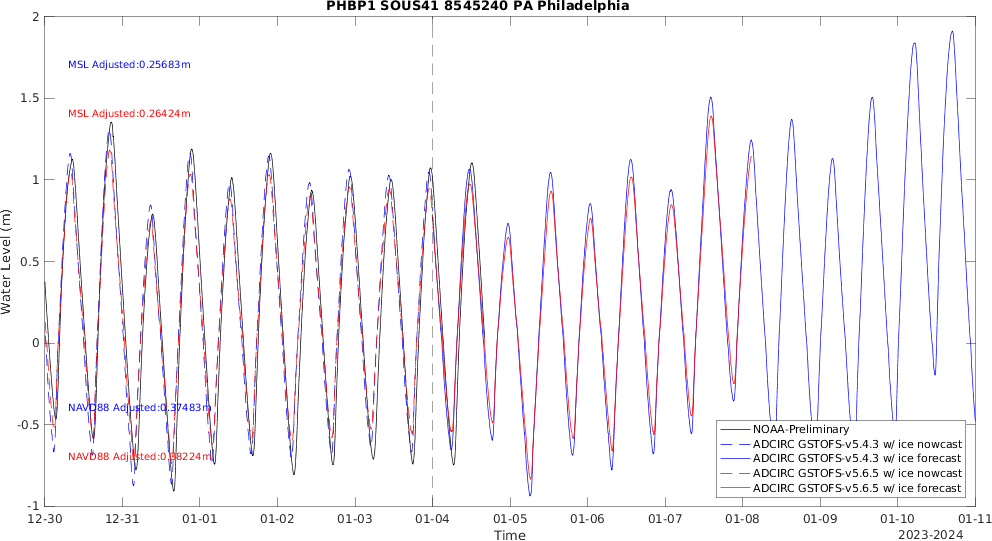 PHBP1 SOUS41 8545240 PA Philadelphia
2
MSL Adjusted:0.25683m
1.5
MSL Adjusted:0.26424m
1
0.5
Water Level (m)
0
NAVD88 Adjusted:0.37483m
-0.5
NAVD88 Adjusted:0.38224m
-1
NOAA-Preliminary
ADCIRC GSTOFS-v5.4.3 w/ ice nowcast
ADCIRC GSTOFS-v5.4.3 w/ ice forecast
ADCIRC GSTOFS-v5.6.5 w/ ice nowcast
ADCIRC GSTOFS-v5.6.5 w/ ice forecast
12-30 12-31 01-01 01-02 01-03 01-04 01-05 01-06 01-07 01-08 01-09 01-10 01-11
Time
2023-2024